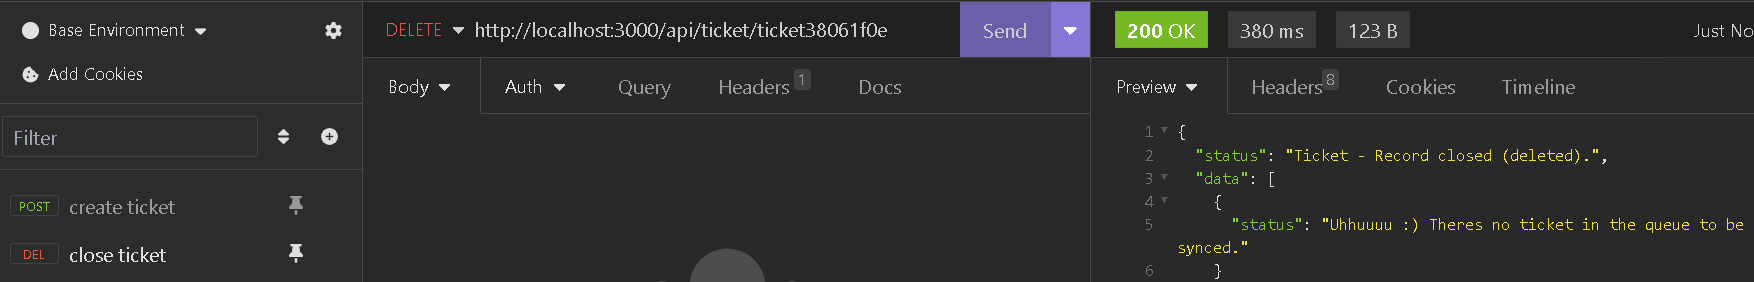 Base Environment
Add Cookies
Filter
POST create ticket
DEL close ticket
DELETE http://localhost:3000/api/ticket/ticket38061f0e Send
Body Auth Query Headers 1 Docs
200 OK 380 ms 123 B Just No
Preview Headers 8 Cookies Timeline
1 {
2 "status": "Ticket - Record closed (deleted).",
3 "data": [
4 {
5 "status": "Uhhuuuu :) Theres no ticket in the queue to be
synced."
6 }